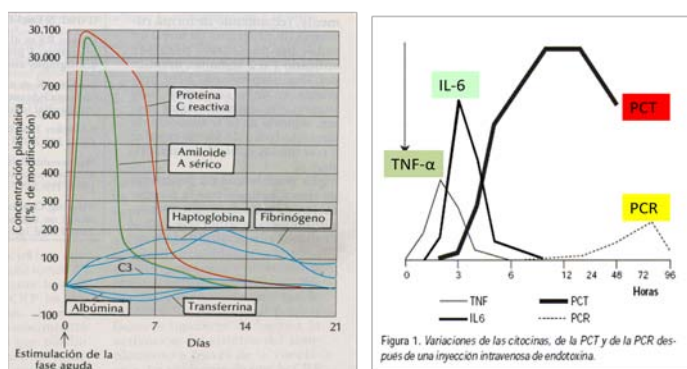 Concentración plasmática
([%] de modificación)
30.100
30.000
700
600
500
400
300
200
100
0
−100
Proteína
C reactiva
Amiloide
A sérico
Haptoglobina
Fibrinógeno
C3
Albúmina
Transferrina
0
7
14
21
Días
Estimulación de la
fase aguda
TNF-α
IL-6
PCT
PCR
0
3
6
12
24
48
72
96
Horas
TNF
PCT
IL6
PCR
Figura 1. Variaciones de las citocinas, de la PCT y de la PCR des-
pués de una inyección intravenosa de endotoxina.